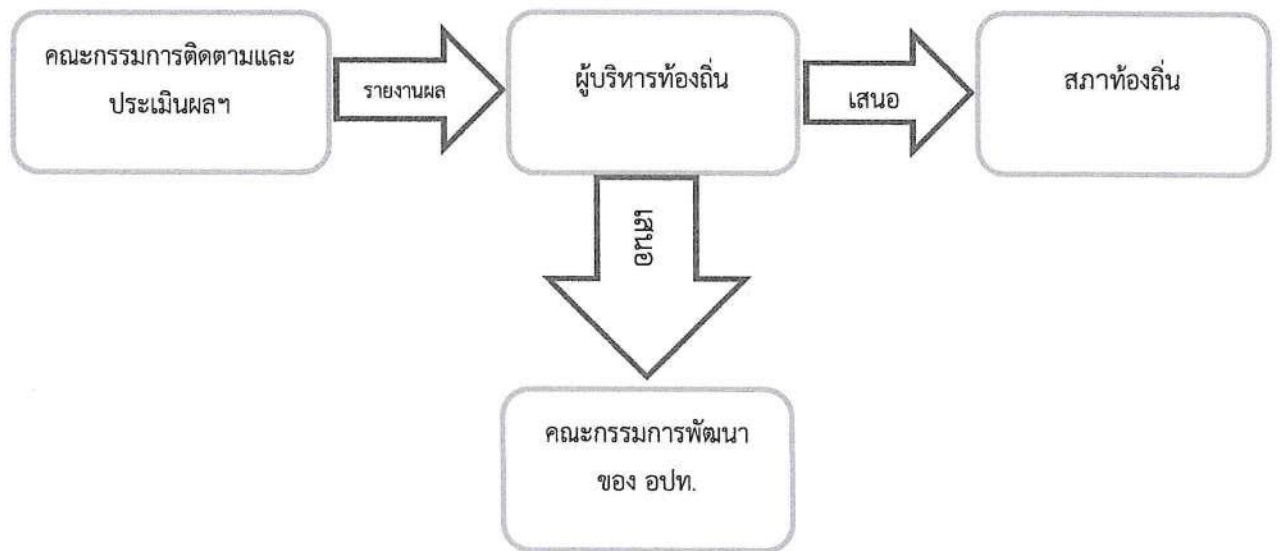 คณะกรรมการติดตามและ
ประเมินผลฯ
รายงานผล
ผู้บริหารท้องถิ่น
เสนอ
สภาท้องถิ่น
เสนอ
คณะกรรมการพัฒนา
ของ อปท.